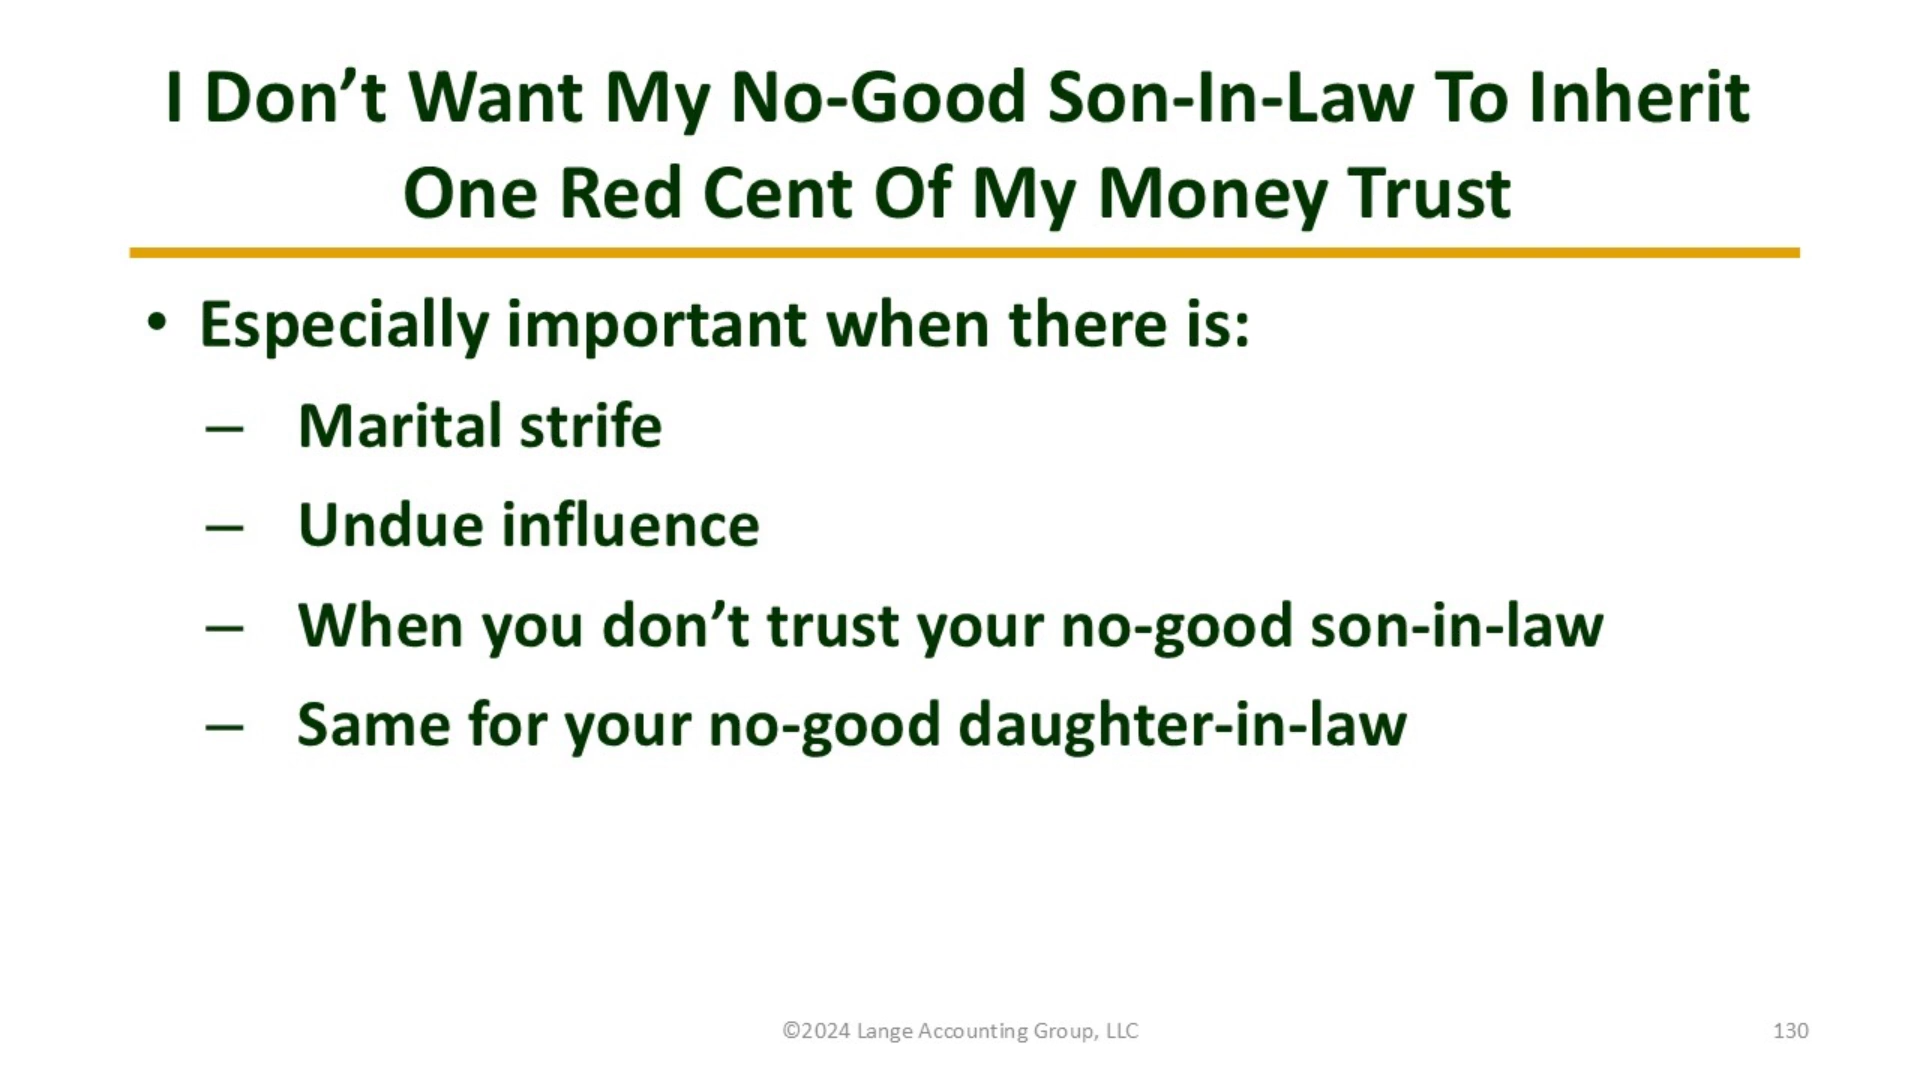 I Don’t Want My No-Good Son-In-Law To Inherit
One Red Cent Of My Money Trust
• Especially important when there is:
– Marital strife
– Undue influence
– When you don’t trust your no-good son-in-law
– Same for your no-good daughter-in-law
©2024 Lange Accounting Group, LLC
130